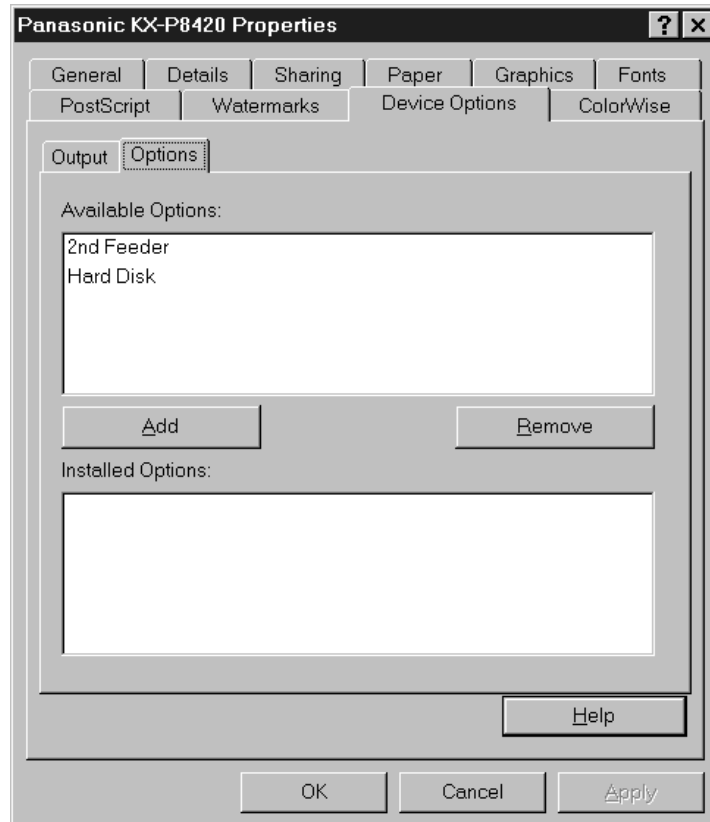 Panasonic KX-P8420 Properties
General Details Sharing Paper Graphics Fonts
PostScript Watermarks Device Options ColorWise
Output Options
Available Options:
2nd Feeder
Hard Disk
Add Remove
Installed Options:
Help
OK Cancel Apply